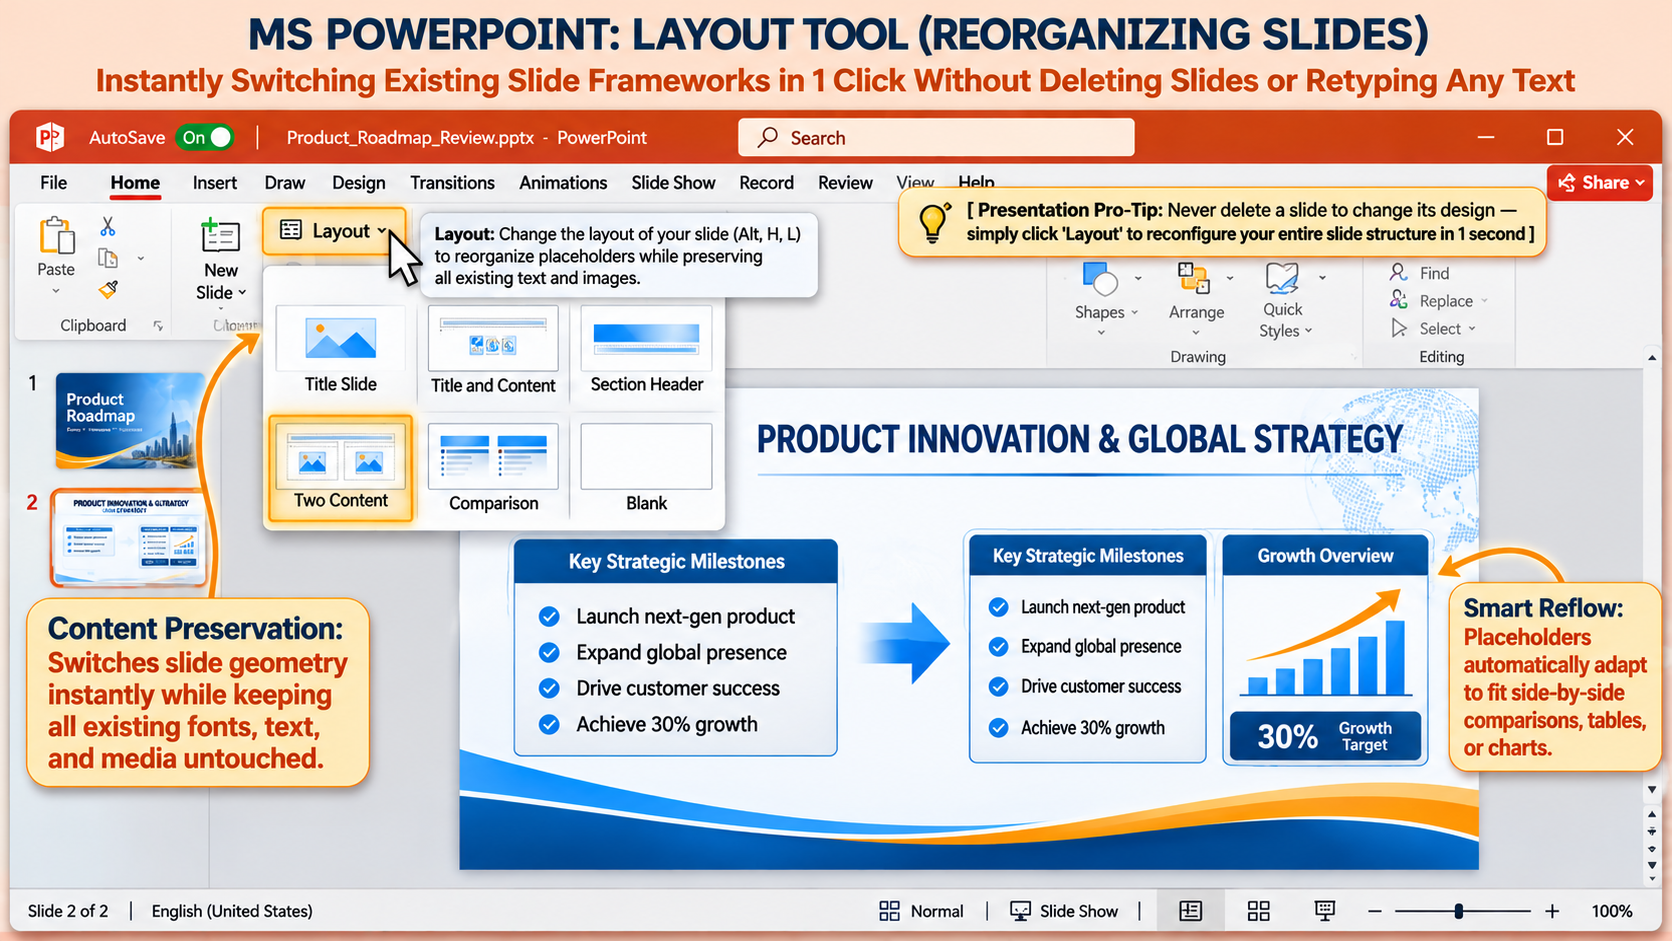 MS POWERPOINT: LAYOUT TOOL (REORGANIZING SLIDES)
Instantly Switching Existing Slide Frameworks in 1 Click Without Deleting Slides or Retyping Any Text
AutoSave On Product_Roadmap_Review.pptx - PowerPoint Search
File Home Insert Draw Design Transitions Animations Slide Show Record Review View Help Share
[ Presentation Pro-Tip: Never delete a slide to change its design —
simply click 'Layout' to reconfigure your entire slide structure in 1 second ]
Paste
Clipboard
New
Slide
Layout
Layout: Change the layout of your slide (Alt, H, L)
to reorganize placeholders while preserving
all existing text and images.
Shapes
Arrange
Quick
Styles
Drawing
Find
Replace
Select
Editing
Title Slide Title and Content Section Header
Two Content Comparison Blank
1
Product
Roadmap
2
PRODUCT INNOVATION &
Content Preservation:
Switches slide geometry
instantly while keeping
all existing fonts, text,
and media untouched.
PRODUCT INNOVATION & GLOBAL STRATEGY
Key Strategic Milestones
Launch next-gen product
Expand global presence
Drive customer success
Achieve 30% growth
Key Strategic Milestones
Launch next-gen product
Expand global presence
Drive customer success
Achieve 30% growth
Growth Overview
30% Growth
Target
Smart Reflow:
Placeholders
automatically adapt
to fit side-by-side
comparisons, tables,
or charts.
Slide 2 of 2 English (United States) Normal Slide Show 100%